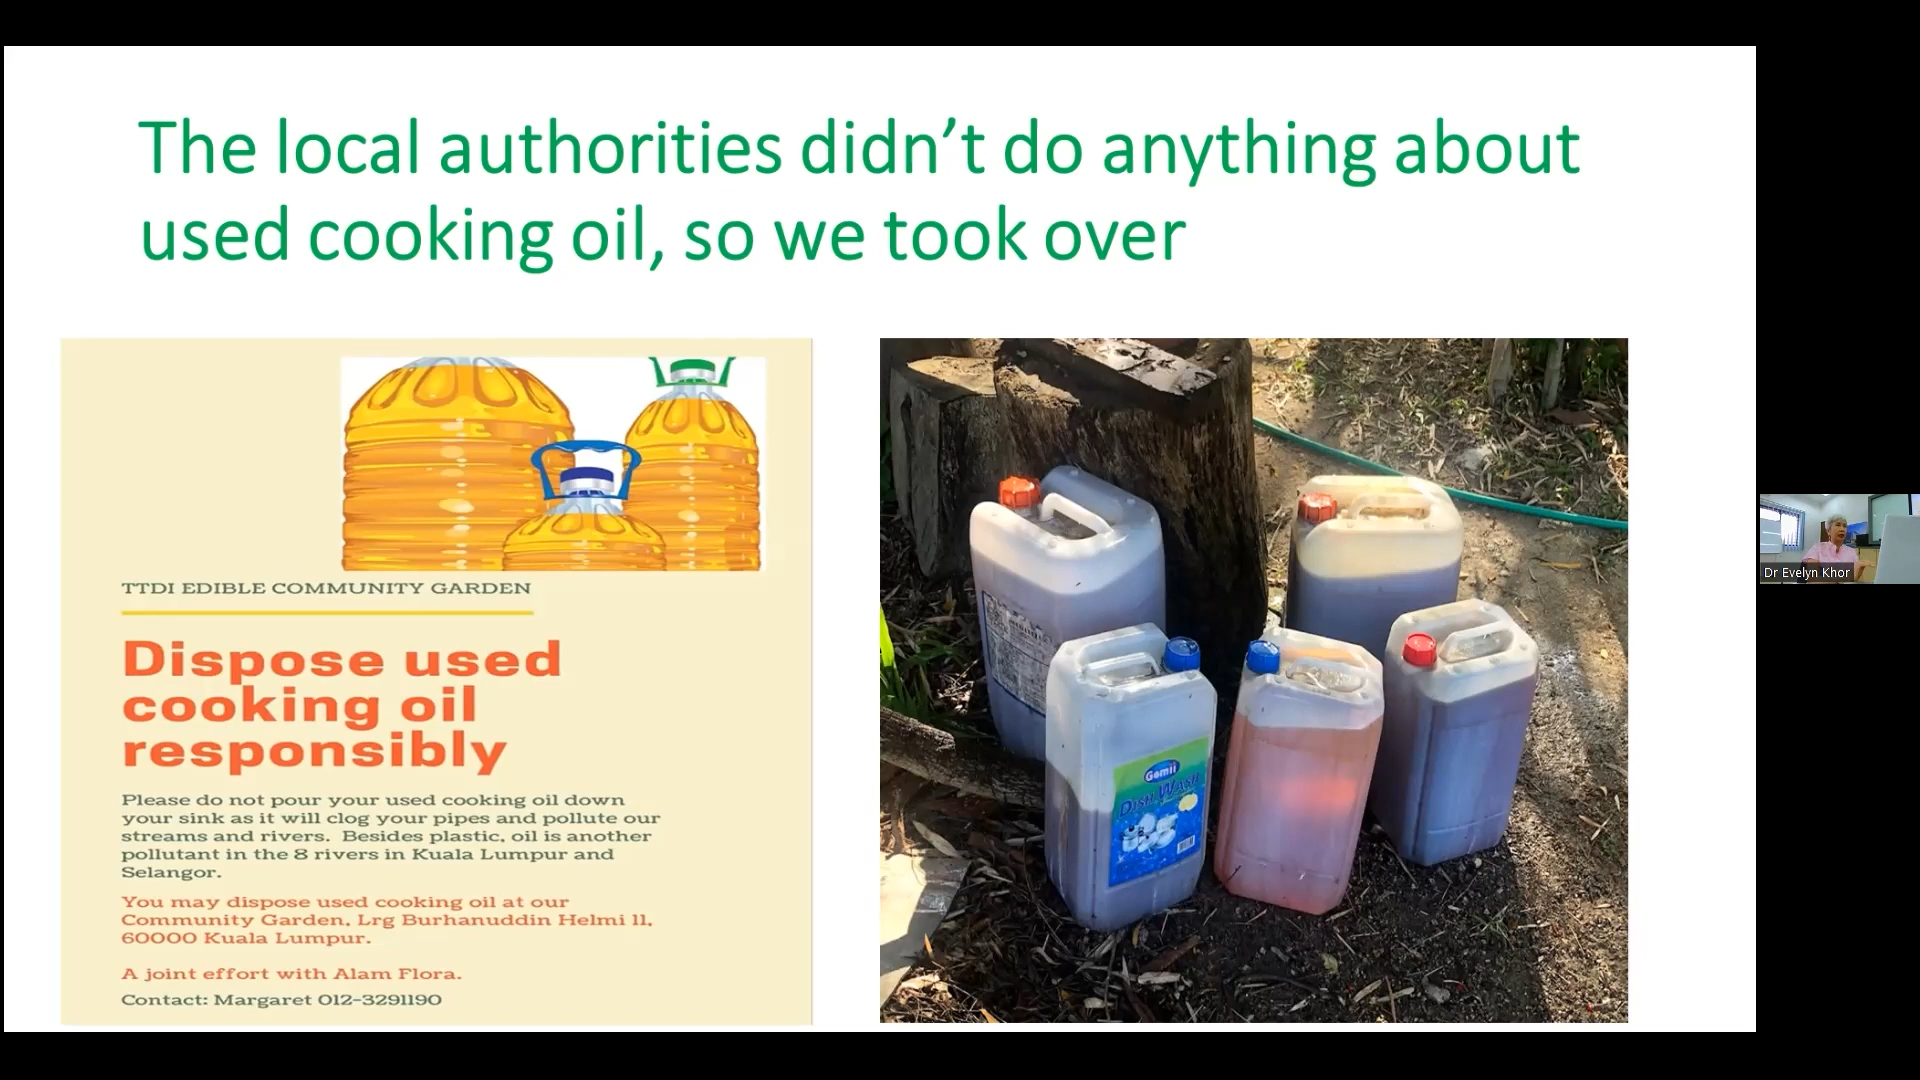 The local authorities didn’t do anything about
used cooking oil, so we took over
TTDI EDIBLE COMMUNITY GARDEN
Dispose used
cooking oil
responsibly
Please do not pour your used cooking oil down
your sink as it will clog your pipes and pollute our
streams and rivers. Besides plastic, oil is another
pollutant in the 8 rivers in Kuala Lumpur and
Selangor.
You may dispose used cooking oil at our
Community Garden, Lrg Burhanuddin Helmi 11,
60000 Kuala Lumpur.
A joint effort with Alam Flora.
Contact: Margaret 012-3291190
Gomii
DISH WASH
Dr Evelyn Khor